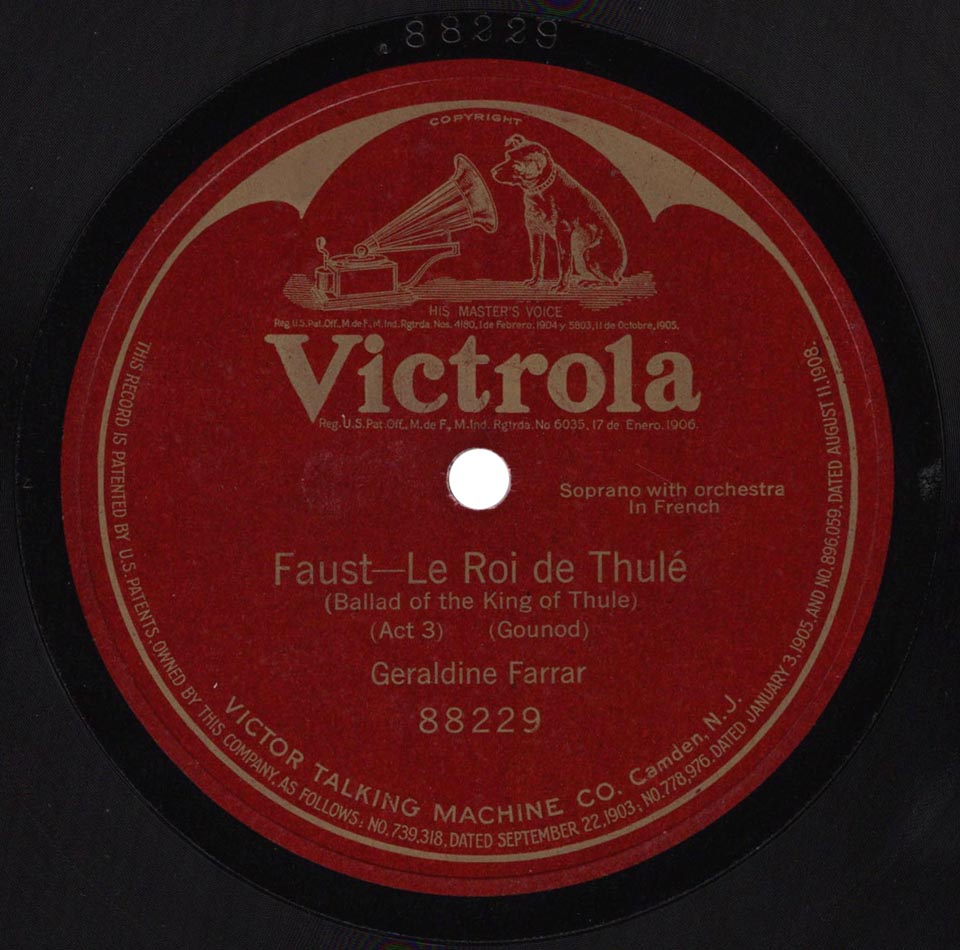 88229
COPYRIGHT
HIS MASTER'S VOICE
Reg. U.S. Pat. Off., M. de F., M. Ind. Rgtrda. Nos. 4180, 1 de Febrero, 1904 y 5803, 11 de Octubre, 1905.
Victrola
Reg. U.S. Pat. Off., M. de F., M. Ind. Rgtrda. No 6035, 17 de Enero. 1906.
Soprano with orchestra
In French
Faust—Le Roi de Thulé
(Ballad of the King of Thule)
(Act 3) (Gounod)
Geraldine Farrar
88229
VICTOR TALKING MACHINE CO. Camden, N. J.
THIS RECORD IS PATENTED BY U.S. PATENTS, OWNED BY THIS COMPANY, AS FOLLOWS: NO. 739,318, DATED SEPTEMBER 22, 1903; NO. 778,976, DATED JANUARY 3, 1905, AND NO. 896,059, DATED AUGUST 11, 1908.